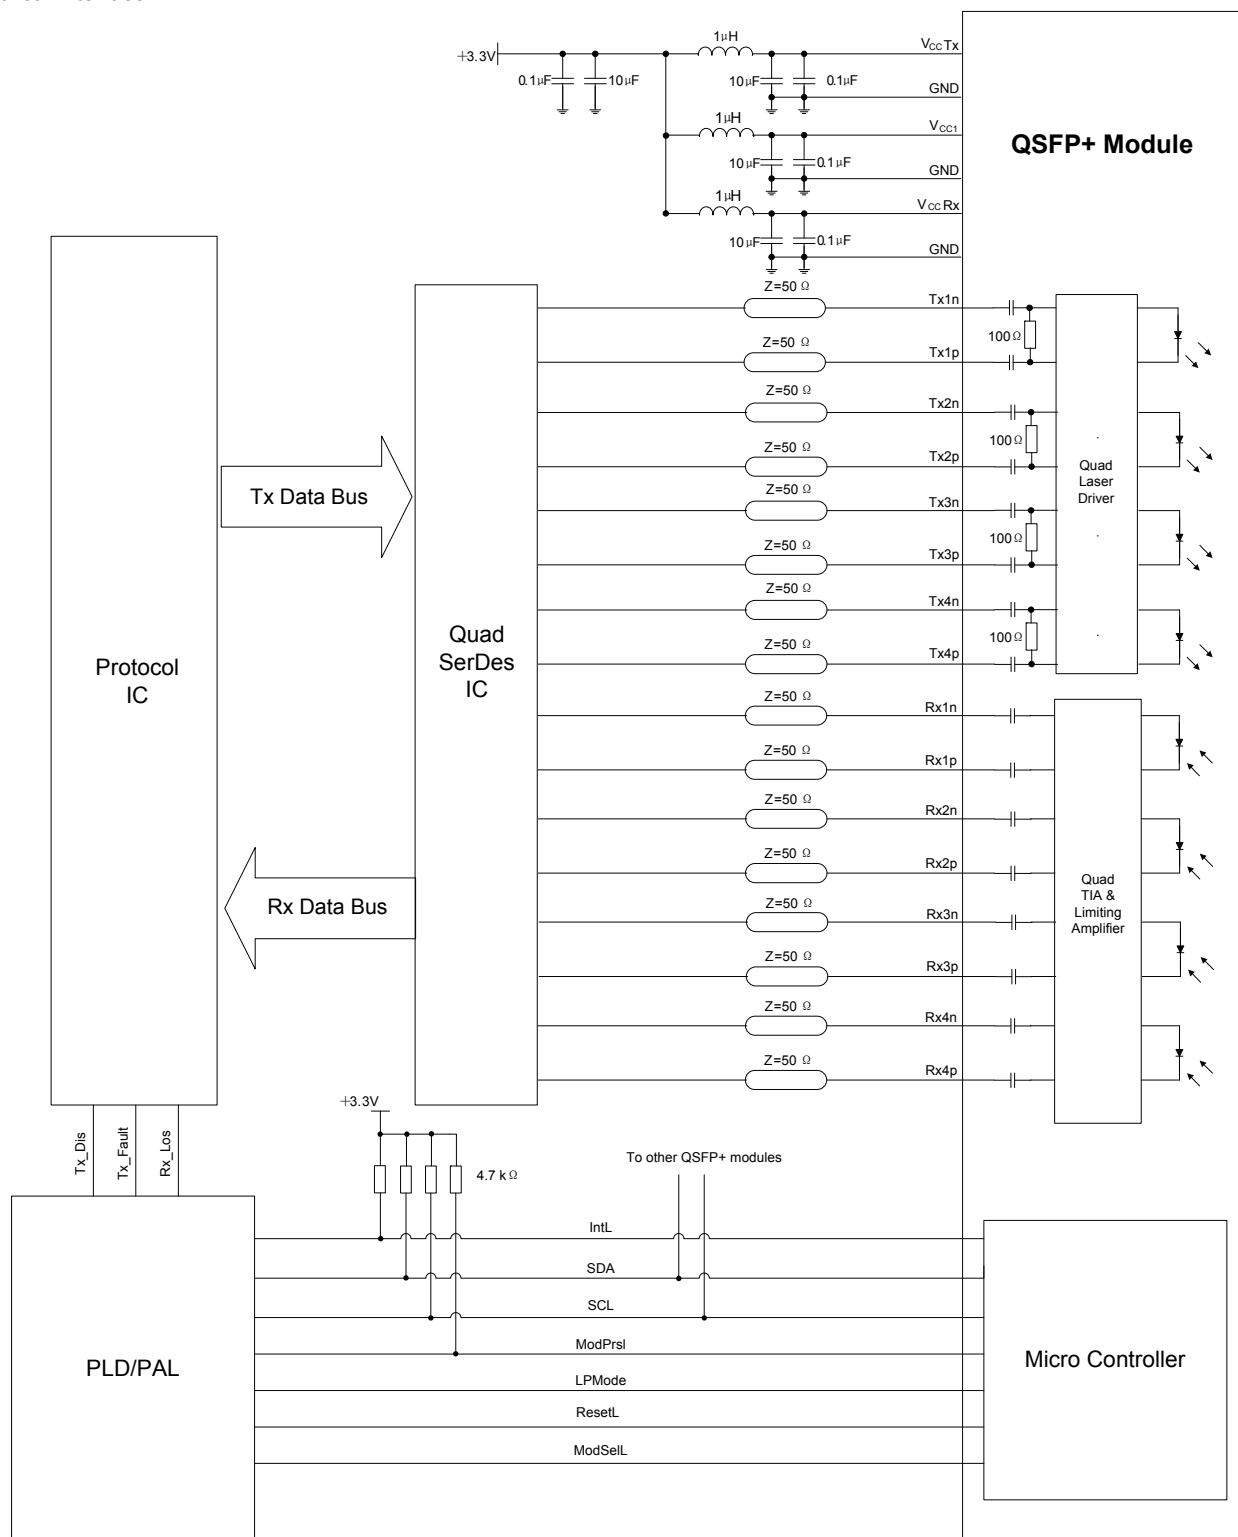 1μH
VCC Tx
+3.3V
0.1μF
10μF
10μF
0.1μF
GND
1μH
VCC1
QSFP+ Module
10μF
0.1μF
GND
1μH
VCC Rx
10μF
0.1μF
GND
Z=50 Ω
Tx1n
100Ω
Z=50 Ω
Tx1p
Z=50 Ω
Tx2n
100Ω
Z=50 Ω
Tx2p
Z=50 Ω
Tx3n
100Ω
Z=50 Ω
Tx3p
Z=50 Ω
Tx4n
100Ω
Z=50 Ω
Tx4p
Quad
Laser
Driver
Tx Data Bus
Protocol
IC
Quad
SerDes
IC
Z=50 Ω
Rx1n
Z=50 Ω
Rx1p
Z=50 Ω
Rx2n
Z=50 Ω
Rx2p
Z=50 Ω
Rx3n
Z=50 Ω
Rx3p
Z=50 Ω
Rx4n
Z=50 Ω
Rx4p
Quad
TIA &
Limiting
Amplifier
Rx Data Bus
Tx_Dis
Tx_Fault
Rx_Los
+3.3V
4.7 k Ω
To other QSFP+ modules
IntL
SDA
SCL
ModPrsl
LPMode
ResetL
ModSelL
PLD/PAL
Micro Controller